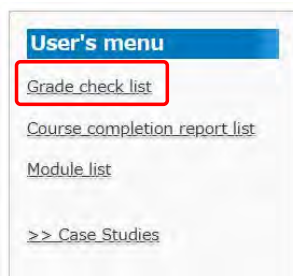 User's menu
Grade check list
Course completion report list
Module list
>> Case Studies